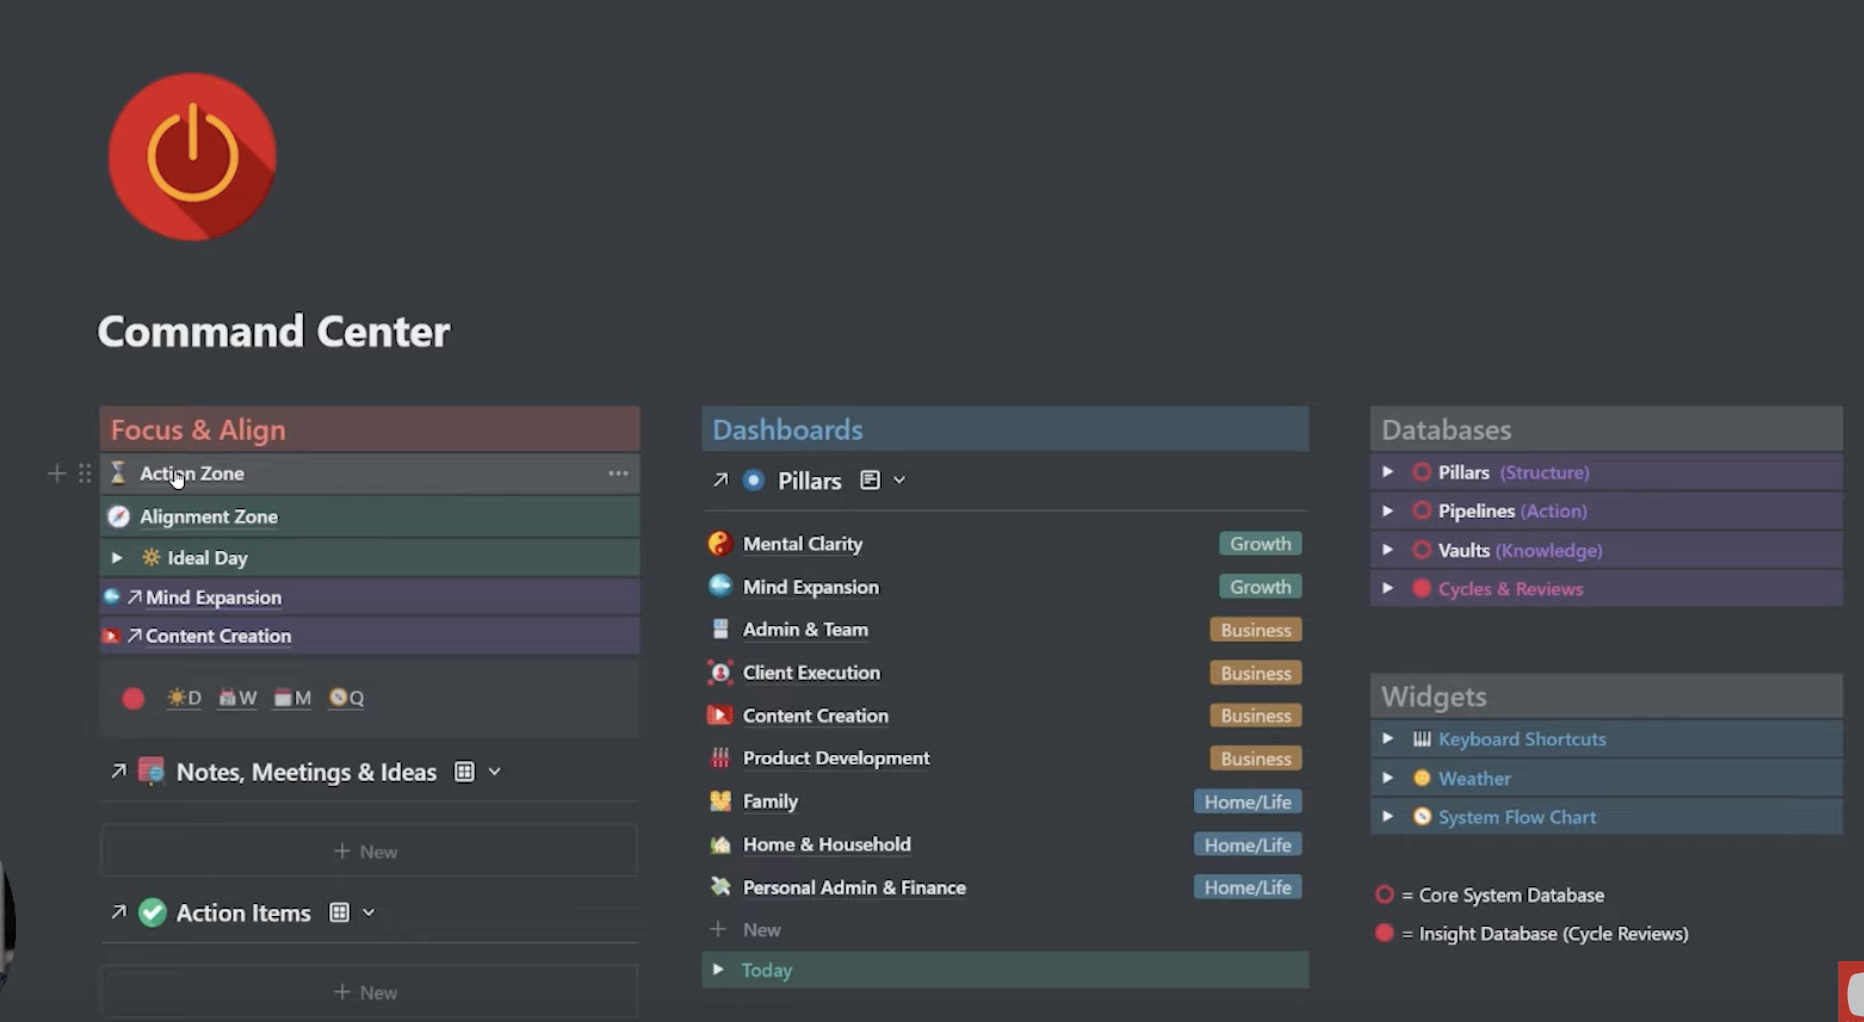 Command Center
Focus & Align
Action Zone
Alignment Zone
Ideal Day
Mind Expansion
Content Creation
D W M Q
Notes, Meetings & Ideas
+ New
Action Items
+ New
Dashboards
Pillars
Mental Clarity Growth
Mind Expansion Growth
Admin & Team Business
Client Execution Business
Content Creation Business
Product Development Business
Family Home/Life
Home & Household Home/Life
Personal Admin & Finance Home/Life
+ New
Today
Databases
Pillars (Structure)
Pipelines (Action)
Vaults (Knowledge)
Cycles & Reviews
Widgets
Keyboard Shortcuts
Weather
System Flow Chart
= Core System Database
= Insight Database (Cycle Reviews)